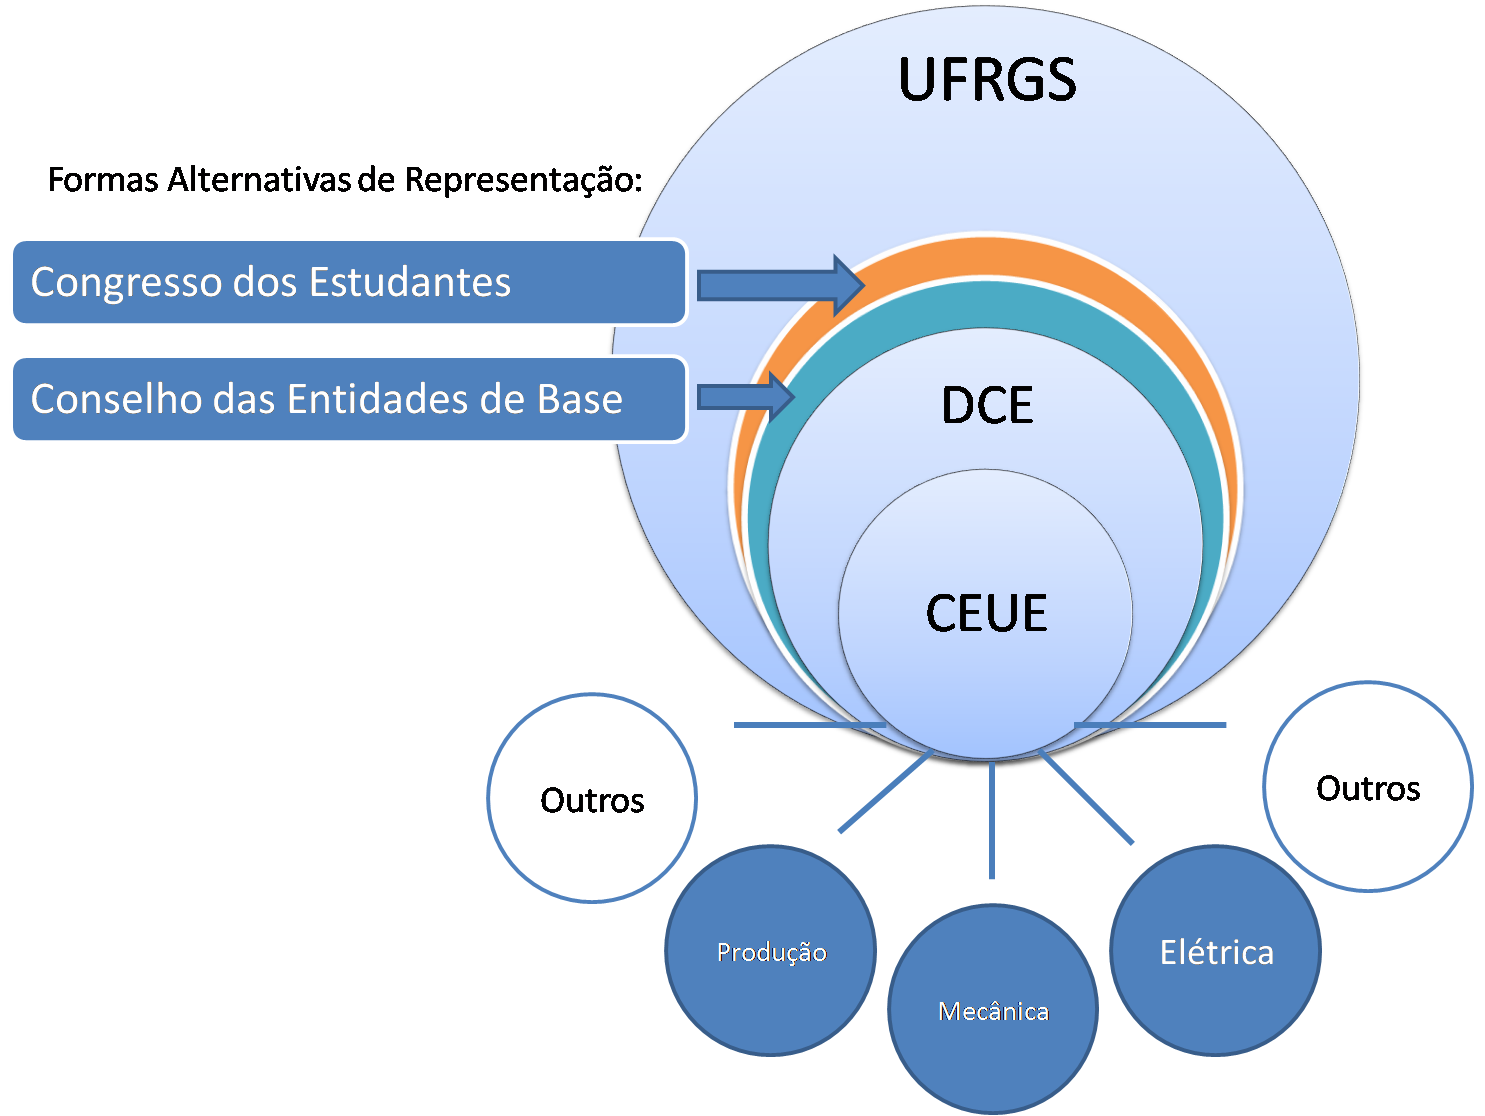 UFRGS
Formas Alternativas de Representação:
Congresso dos Estudantes
Conselho das Entidades de Base
DCE
CEUE
Outros
Outros
Produção
Elétrica
Mecânica